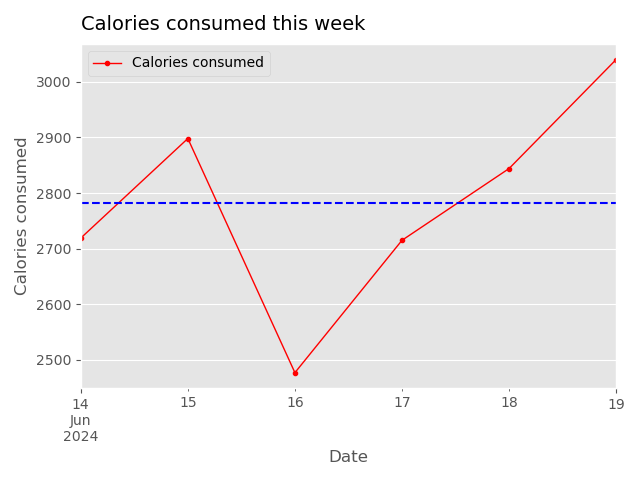 Calories consumed this week
Calories consumed
3000
2900
2800
2700
2600
2500
Calories consumed
14
Jun
2024
15
16
17
18
19
Date